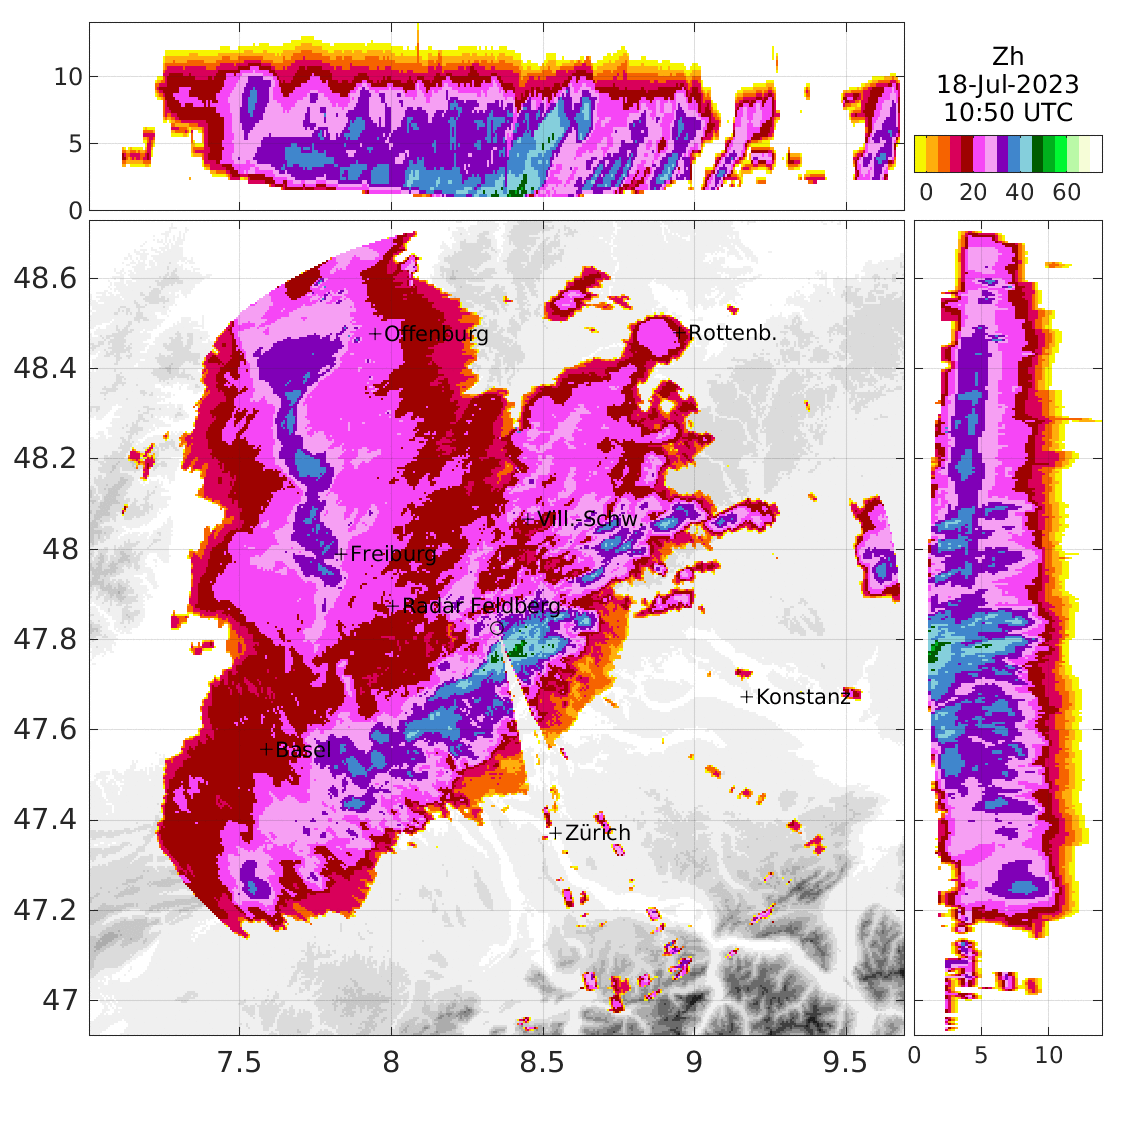 10
5
0
Zh
18-Jul-2023
10:50 UTC
0 20 40 60
48.6
48.4
48.2
48
47.8
47.6
47.4
47.2
47
Offenburg
Rottenb.
Vill.-Schw.
Freiburg
Radar Feldberg
Konstanz
Basel
Zürich
7.5 8 8.5 9 9.5
0 5 10